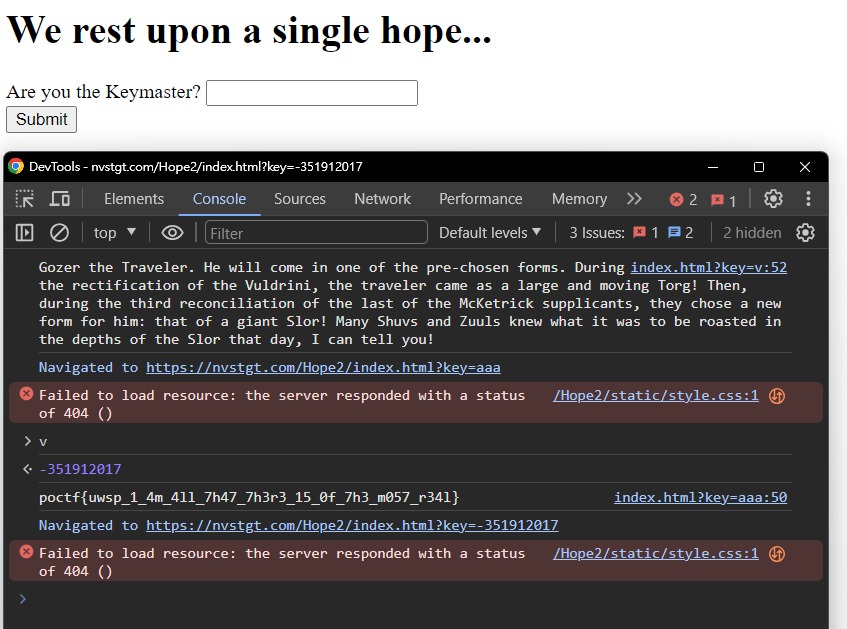 We rest upon a single hope...
Are you the Keymaster?
Submit
DevTools - nvstgt.com/Hope2/index.html?key=-351912017
Elements Console Sources Network Performance Memory 2 1
top Filter Default levels 3 Issues: 1 2 2 hidden
Gozer the Traveler. He will come in one of the pre-chosen forms. During index.html?key=v:52
the rectification of the Vuldrini, the traveler came as a large and moving Torg! Then,
during the third reconciliation of the last of the McKetrick supplicants, they chose a new
form for him: that of a giant Slor! Many Shuvs and Zuuls knew what it was to be roasted in
the depths of the Slor that day, I can tell you!
Navigated to https://nvstgt.com/Hope2/index.html?key=aaa
Failed to load resource: the server responded with a status /Hope2/static/style.css:1
of 404 ()
> v
-351912017
poctf{uwsp_1_4m_4ll_7h47_7h3r3_15_0f_7h3_m057_r34l} index.html?key=aaa:50
Navigated to https://nvstgt.com/Hope2/index.html?key=-351912017
Failed to load resource: the server responded with a status /Hope2/static/style.css:1
of 404 ()
>